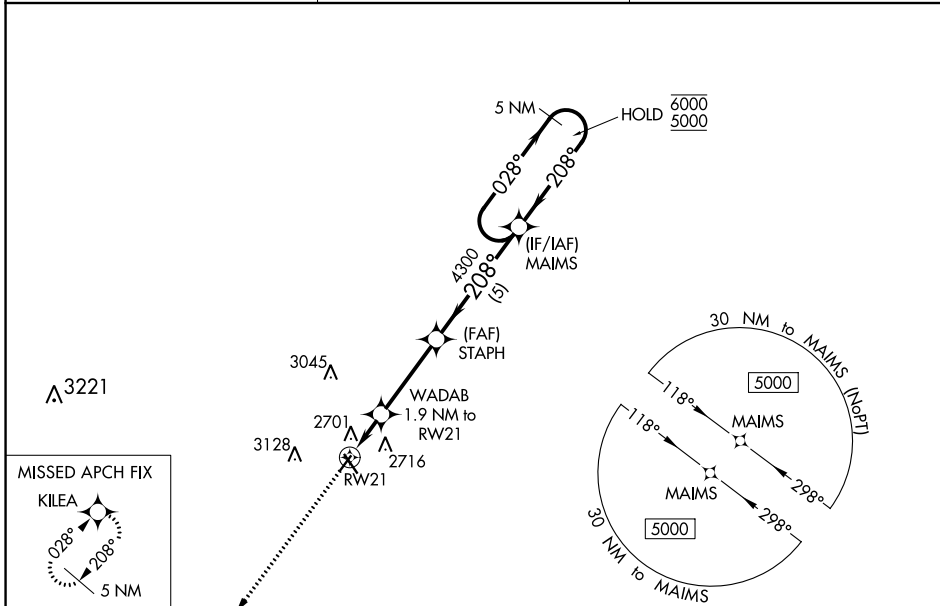 5 NM
HOLD
6000
5000
028°
208°
(IF/IAF)
MAIMS
4300
208°
(5)
(FAF)
STAPH
3045
3221
WADAB
1.9 NM to
RW21
2701
3128
2716
RW21
MISSED APCH FIX
KILEA
028°
208°
5 NM
30 NM to MAIMS (NoPT)
5000
118°
MAIMS
298°
118°
MAIMS
298°
5000
30 NM to MAIMS